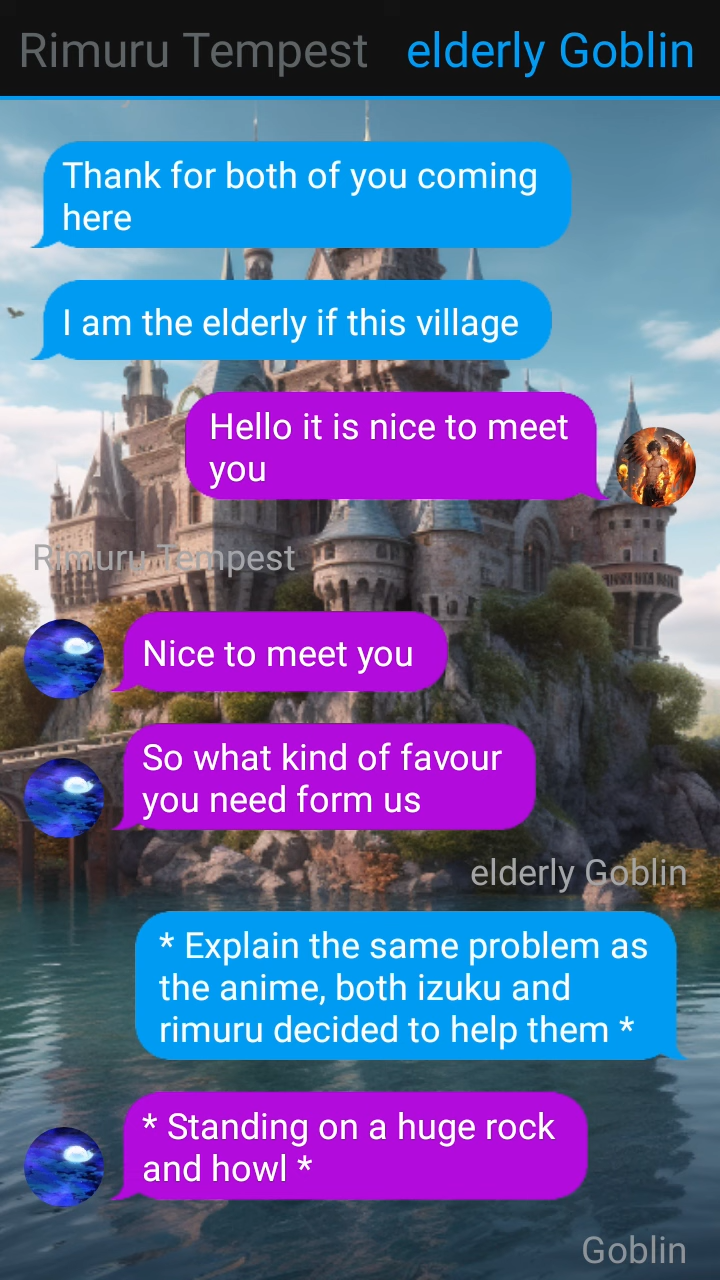 Rimuru Tempest elderly Goblin
Thank for both of you coming
here
I am the elderly if this village
Hello it is nice to meet
you
Rimuru Tempest
Nice to meet you
So what kind of favour
you need form us
elderly Goblin
* Explain the same problem as
the anime, both izuku and
rimuru decided to help them *
* Standing on a huge rock
and howl *
Goblin